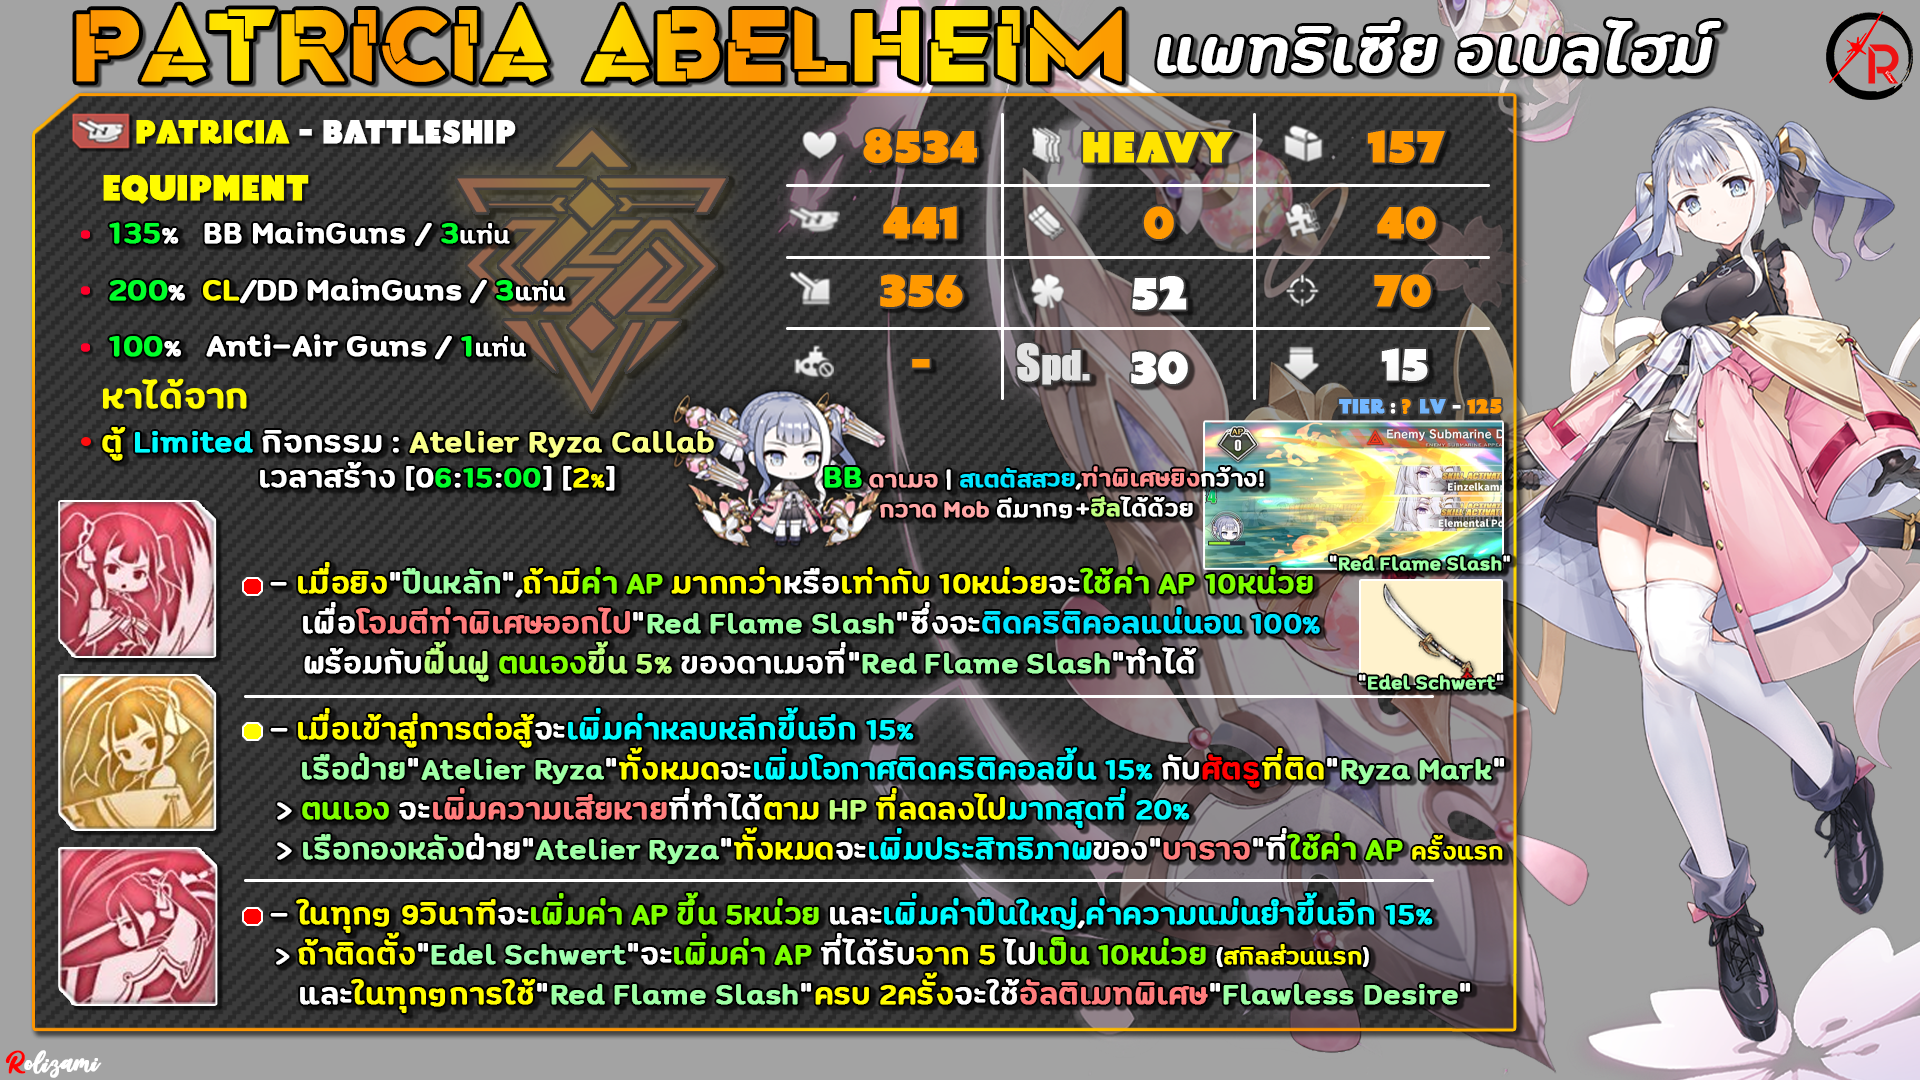 PATRICIA ABELHEIM แพทริเซีย อเบลไฮม์
R
PATRICIA - BATTLESHIP
EQUIPMENT
• 135% BB MainGuns / 3แท่น
• 200% CL/DD MainGuns / 3แท่น
• 100% Anti-Air Guns / 1แท่น
8534 HEAVY 157
441 0 40
356 52 70
- Spd. 30 15
TIER : ? LV - 125
หาได้จาก
• ตู้ Limited กิจกรรม : Atelier Ryza Callab
เวลาสร้าง [06:15:00] [2%]
BB ดาเมจ | สเตตัสสวย,ท่าพิเศษยิงกว้าง!
กวาด Mob ดีมากๆ+ฮีลได้ด้วย
AP
0
Enemy Submarine D
SKILL ACTIVAT
Einzelkam
SKILL ACTIVAT
Elemental Po
"Red Flame Slash"
"Edel Schwert"
- เมื่อยิง"ปืนหลัก",ถ้ามีค่า AP มากกว่าหรือเท่ากับ 10หน่วยจะใช้ค่า AP 10หน่วย
เพื่อโจมตีท่าพิเศษออกไป"Red Flame Slash"ซึ่งจะติดคริติคอลแน่นอน 100%
พร้อมกับฟื้นฟู ตนเองขึ้น 5% ของดาเมจที่"Red Flame Slash"ทำได้
- เมื่อเข้าสู่การต่อสู้จะเพิ่มค่าหลบหลีกขึ้นอีก 15%
เรือฝ่าย"Atelier Ryza"ทั้งหมดจะเพิ่มโอกาศติดคริติคอลขึ้น 15% กับศัตรูที่ติด"Ryza Mark"
> ตนเอง จะเพิ่มความเสียหายที่ทำได้ตาม HP ที่ลดลงไปมากสุดที่ 20%
> เรือกองหลังฝ่าย"Atelier Ryza"ทั้งหมดจะเพิ่มประสิทธิภาพของ"บาราจ"ที่ใช้ค่า AP ครั้งแรก
- ในทุกๆ 9วินาทีจะเพิ่มค่า AP ขึ้น 5หน่วย และเพิ่มค่าปืนใหญ่,ค่าความแม่นยำขึ้นอีก 15%
> ถ้าติดตั้ง"Edel Schwert"จะเพิ่มค่า AP ที่ได้รับจาก 5 ไปเป็น 10หน่วย (สกิลส่วนแรก)
และในทุกๆการใช้"Red Flame Slash"ครบ 2ครั้งจะใช้อัลติเมทพิเศษ"Flawless Desire"
Rolizami